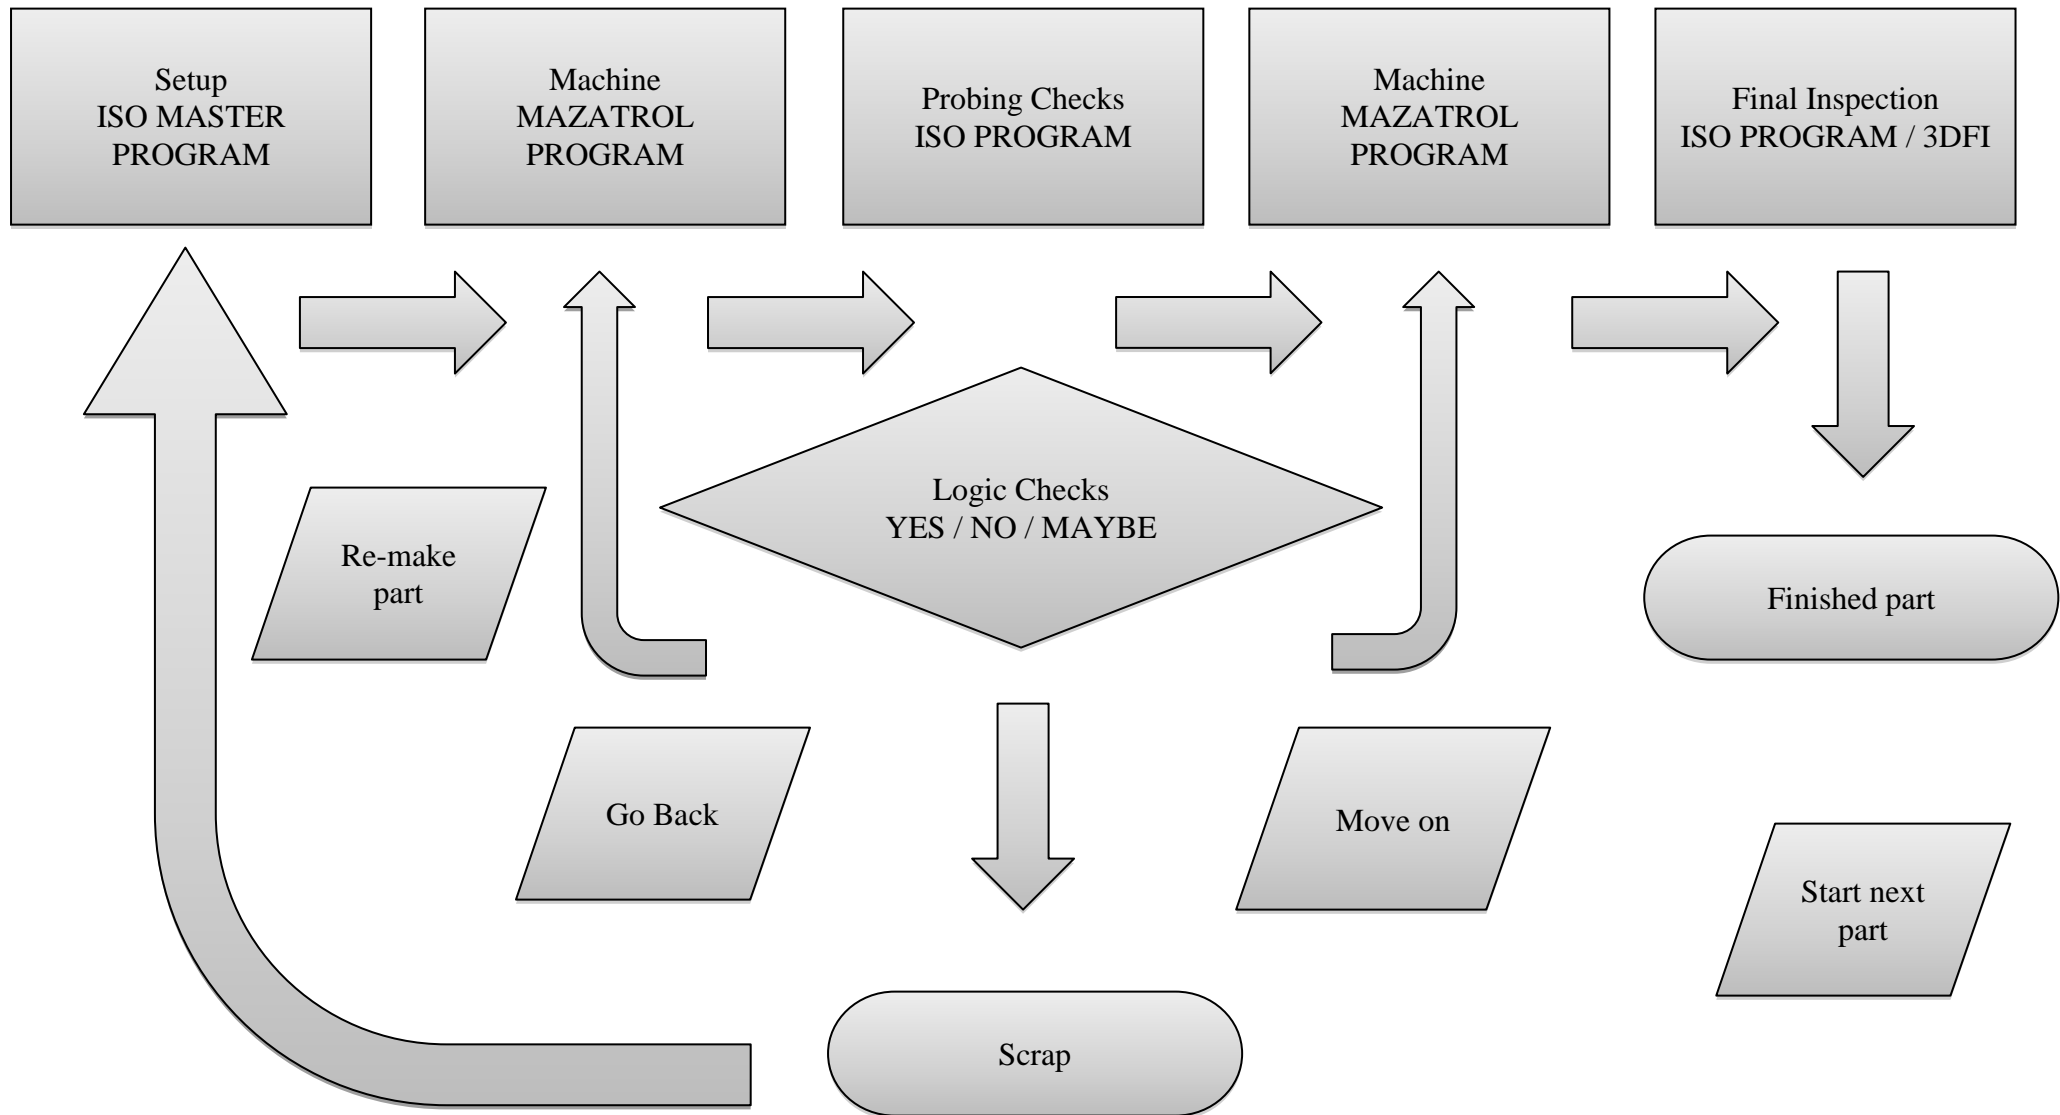 Setup
ISO MASTER
PROGRAM
Machine
MAZATROL
PROGRAM
Probing Checks
ISO PROGRAM
Machine
MAZATROL
PROGRAM
Final Inspection
ISO PROGRAM / 3DFI
Logic Checks
YES / NO / MAYBE
Re-make
part
Finished part
Go Back
Move on
Start next
part
Scrap